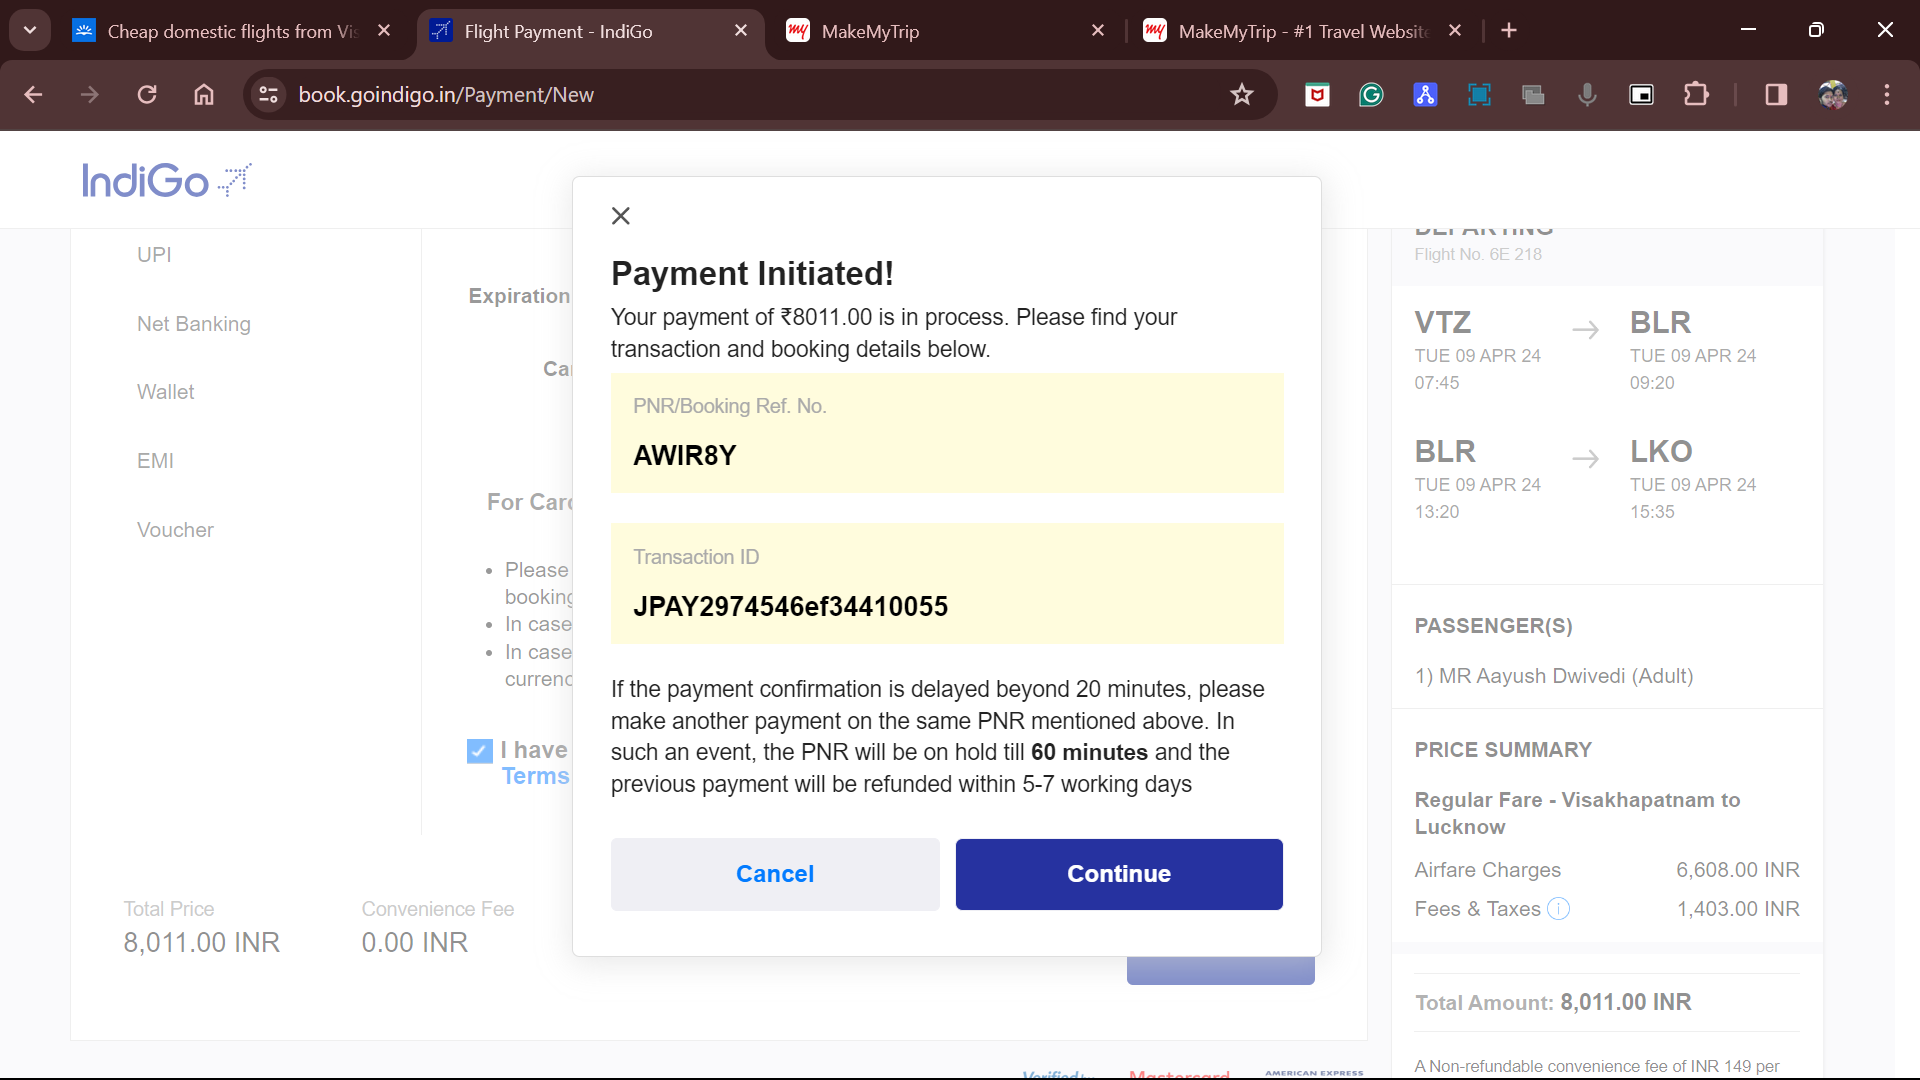 Cheap domestic flights from Vis
Flight Payment - IndiGo
MakeMyTrip
MakeMyTrip - #1 Travel Website
book.goindigo.in/Payment/New
IndiGo
UPI
Net Banking
Wallet
EMI
Voucher
Expiration
Car
For Card
Please
booking
In case
In case
currenc
I have
Terms
Total Price
8,011.00 INR
Convenience Fee
0.00 INR
Payment Initiated!
Your payment of ₹8011.00 is in process. Please find your
transaction and booking details below.
PNR/Booking Ref. No.
AWIR8Y
Transaction ID
JPAY2974546ef34410055
If the payment confirmation is delayed beyond 20 minutes, please
make another payment on the same PNR mentioned above. In
such an event, the PNR will be on hold till 60 minutes and the
previous payment will be refunded within 5-7 working days
Cancel
Continue
DEPARTING
Flight No. 6E 218
VTZ BLR
TUE 09 APR 24 TUE 09 APR 24
07:45 09:20
BLR LKO
TUE 09 APR 24 TUE 09 APR 24
13:20 15:35
PASSENGER(S)
1) MR Aayush Dwivedi (Adult)
PRICE SUMMARY
Regular Fare - Visakhapatnam to
Lucknow
Airfare Charges 6,608.00 INR
Fees & Taxes 1,403.00 INR
Total Amount: 8,011.00 INR
A Non-refundable convenience fee of INR 149 per
Verified by
Mastercard
AMERICAN EXPRESS